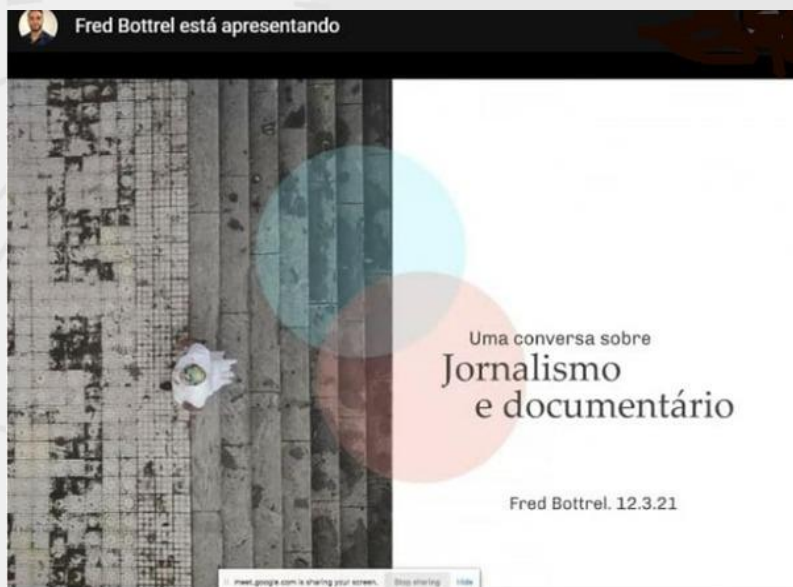 Fred Bottrel está apresentando
Uma conversa sobre
Jornalismo
e documentário
Fred Bottrel. 12.3.21
meet.google.com is sharing your screen. Stop sharing Hide